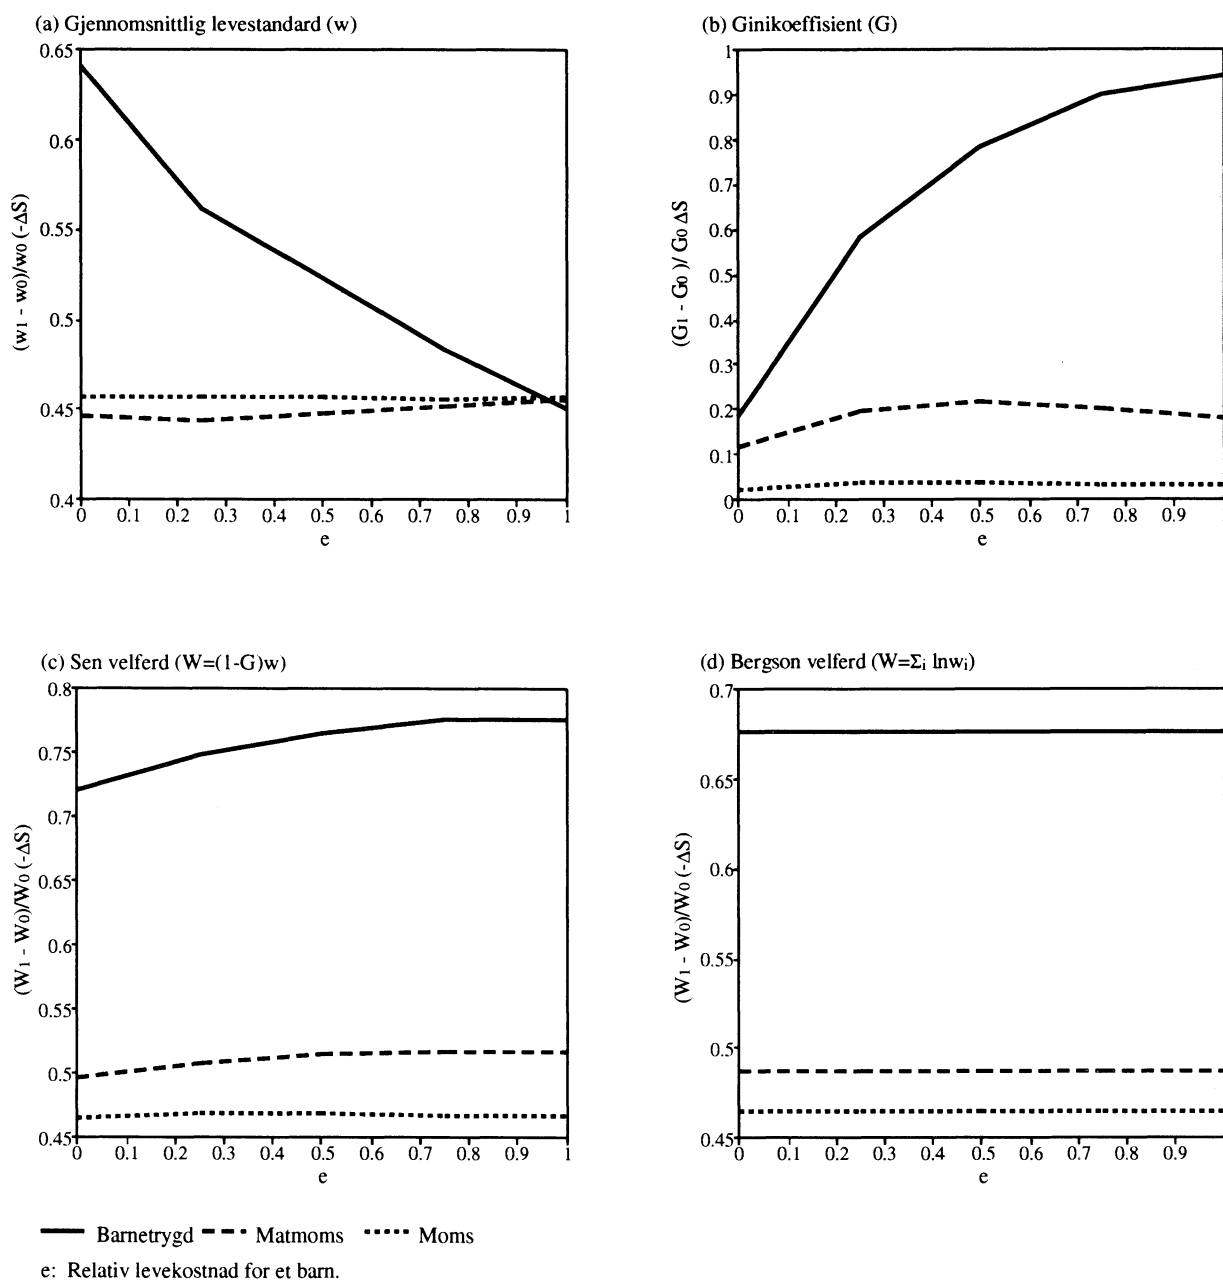 (a) Gjennomsnittlig levestandard (w)
(w1 - w0)/w0 (-ΔS)
0.65
0.6
0.55
0.5
0.45
0.4
0 0.1 0.2 0.3 0.4 0.5 0.6 0.7 0.8 0.9 1
e
(b) Ginikoeffisient (G)
(G1 - G0 )/ G0 ΔS
1
0.9
0.8
0.7
0.6
0.5
0.4
0.3
0.2
0.1
0
0 0.1 0.2 0.3 0.4 0.5 0.6 0.7 0.8 0.9
e
(c) Sen velferd (W=(1-G)w)
(W1 - W0)/W0 (-ΔS)
0.8
0.75
0.7
0.65
0.6
0.55
0.5
0.45
0 0.1 0.2 0.3 0.4 0.5 0.6 0.7 0.8 0.9 1
e
(d) Bergson velferd (W=Σi lnwi)
(W1 - W0)/W0 (-ΔS)
0.7
0.65
0.6
0.55
0.5
0.45
0 0.1 0.2 0.3 0.4 0.5 0.6 0.7 0.8 0.9
e
Barnetrygd Matmoms Moms
e: Relativ levekostnad for et barn.